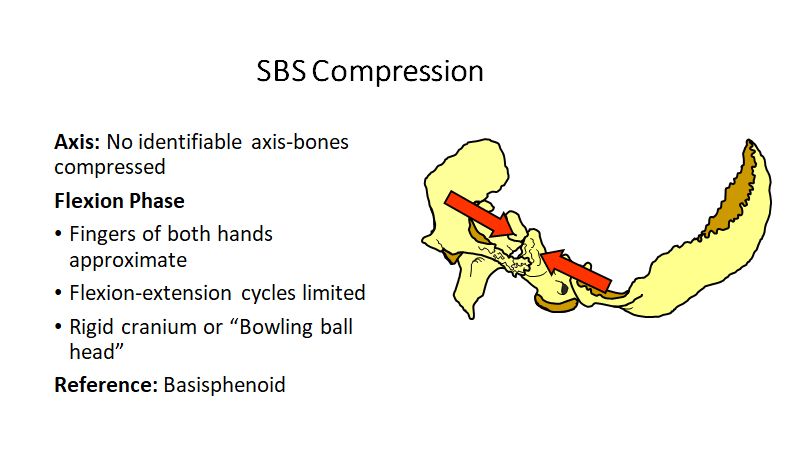 SBS Compression
Axis: No identifiable axis-bones
compressed
Flexion Phase
• Fingers of both hands
approximate
• Flexion-extension cycles limited
• Rigid cranium or “Bowling ball
head”
Reference: Basisphenoid